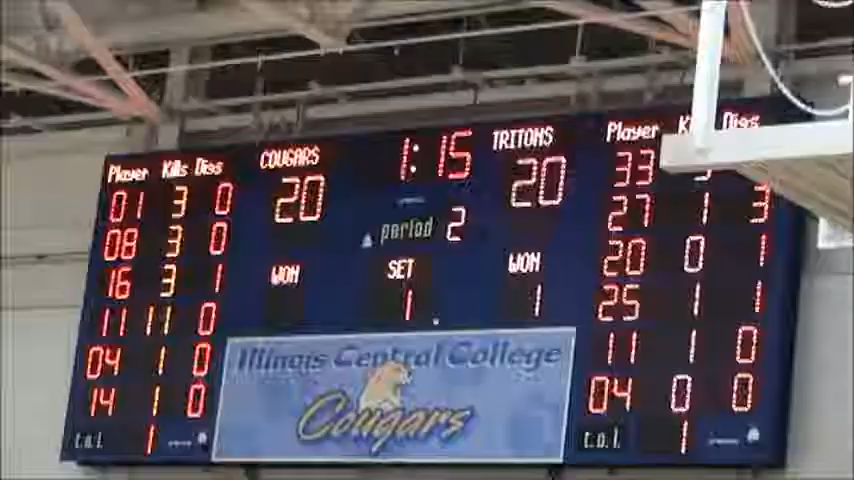 Player Kills Digs
01 3 0
08 3 0
16 3 1
11 11 0
04 1 0
14 1 0
t.o.l. 1
COUGARS 1:15 TRITONS
20 20
period 2
WON SET WON
1 1
Illinois Central College
Cougars
Player Digs
33
27 1 3
20 0 1
25 1 1
11 1 0
04 0 0
t.o.l. 1